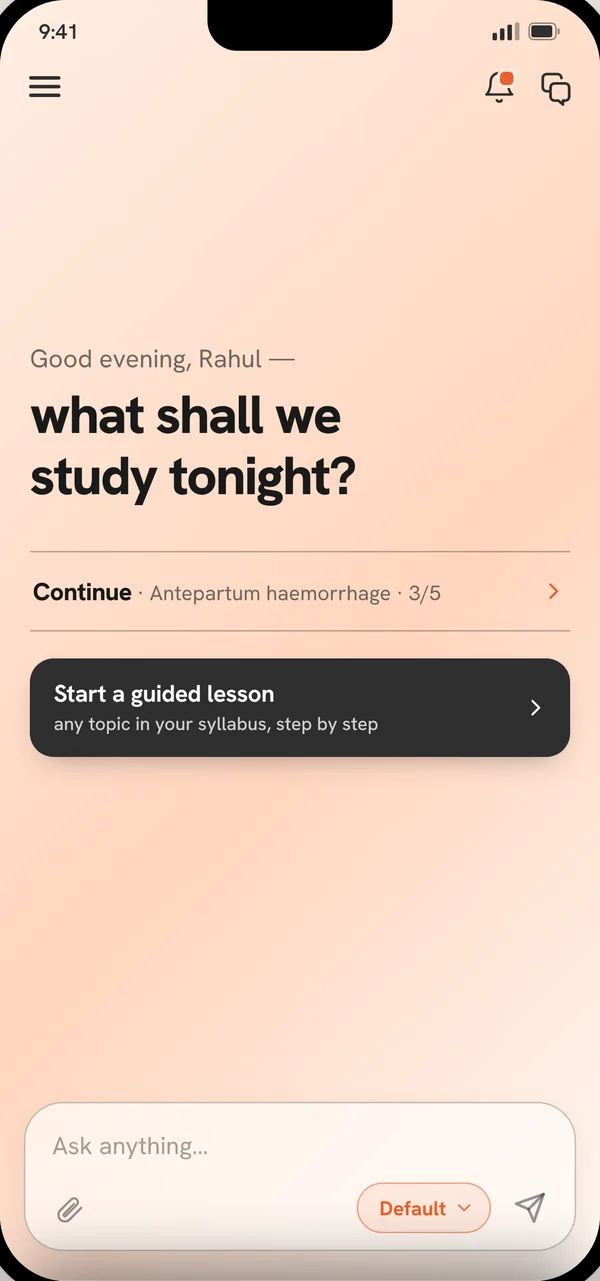 9:41
Good evening, Rahul —
what shall we
study tonight?
Continue · Antepartum haemorrhage · 3/5
Start a guided lesson
any topic in your syllabus, step by step
Ask anything...
Default